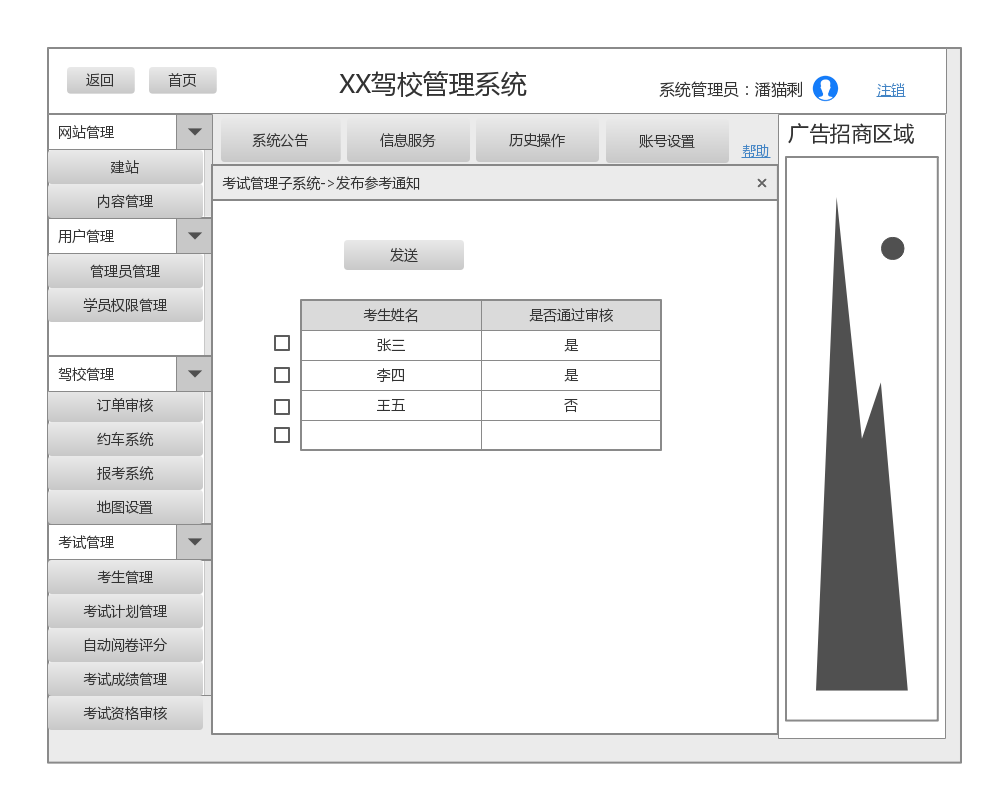 返回
首页
XX驾校管理系统
系统管理员：潘猫剩
注销
网站管理
建站
内容管理
用户管理
管理员管理
学员权限管理
驾校管理
订单审核
约车系统
报考系统
地图设置
考试管理
考生管理
考试计划管理
自动阅卷评分
考试成绩管理
考试资格审核
系统公告
信息服务
历史操作
账号设置
帮助
考试管理子系统->发布参考通知
×
发送
考生姓名 是否通过审核
张三 是
李四 是
王五 否
广告招商区域